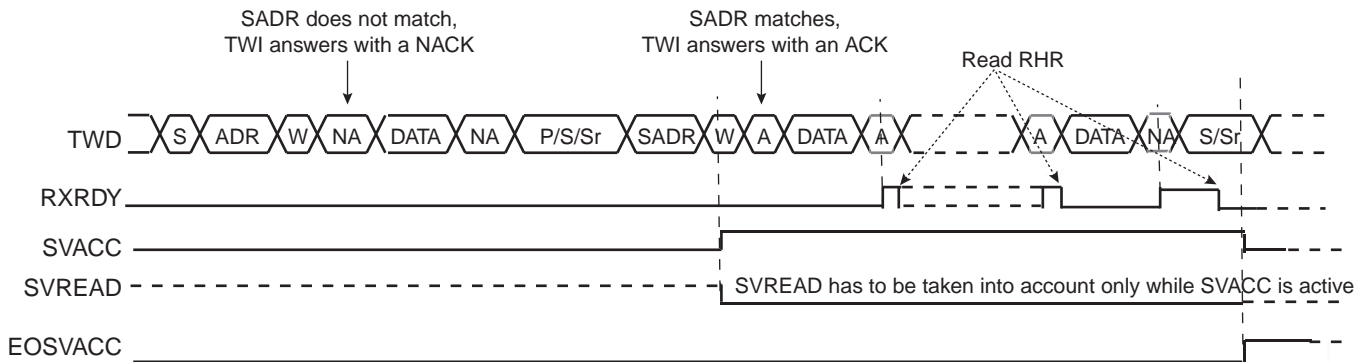 SADR does not match,
TWI answers with a NACK
SADR matches,
TWI answers with an ACK
Read RHR
TWD S ADR W NA DATA NA P/S/Sr SADR W A DATA A A DATA NA S/Sr
RXRDY
SVACC
SVREAD SVREAD has to be taken into account only while SVACC is active
EOSVACC